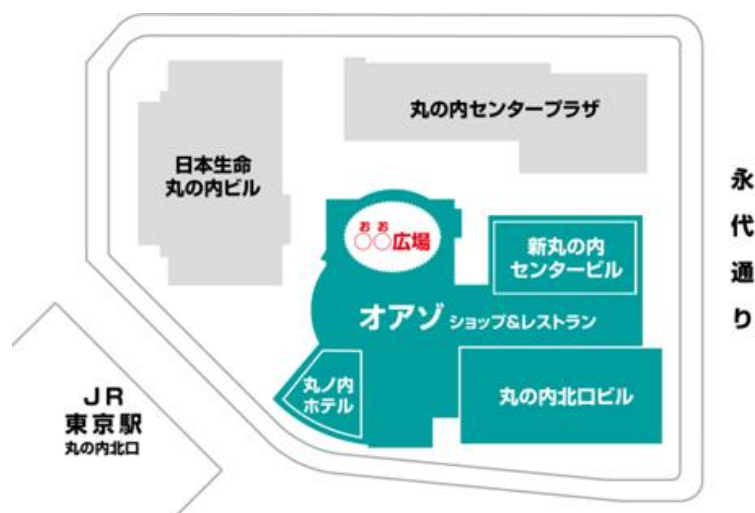 丸の内センタープラザ
日本生命
丸の内ビル
永代通り
おお
○○広場
新丸の内
センタービル
オアゾ ショップ&レストラン
丸ノ内
ホテル
丸の内北口ビル
JR
東京駅
丸の内北口